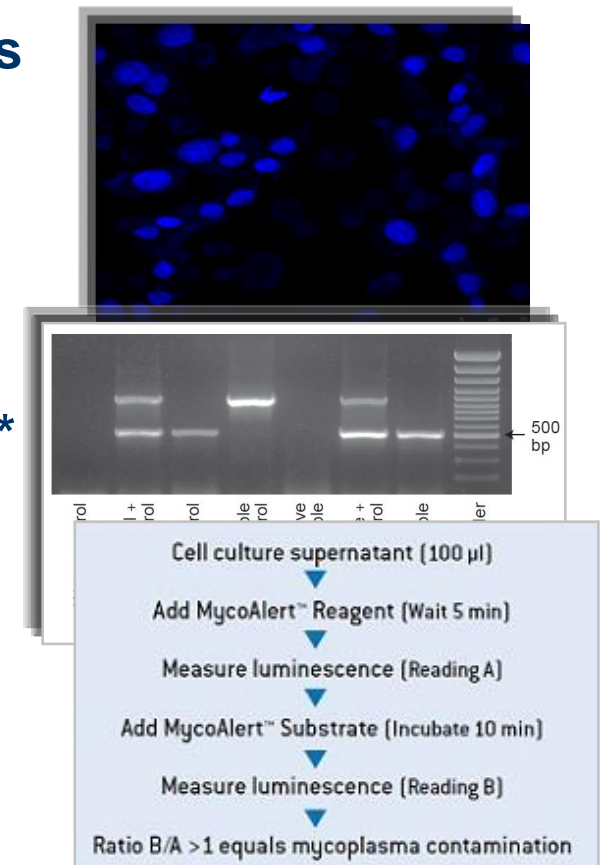 s
*
500
bp
Cell culture supernatant (100 µl)
Add MycoAlert™ Reagent (Wait 5 min)
Measure luminescence (Reading A)
Add MycoAlert™ Substrate (Incubate 10 min)
Measure luminescence (Reading B)
Ratio B/A >1 equals mycoplasma contamination